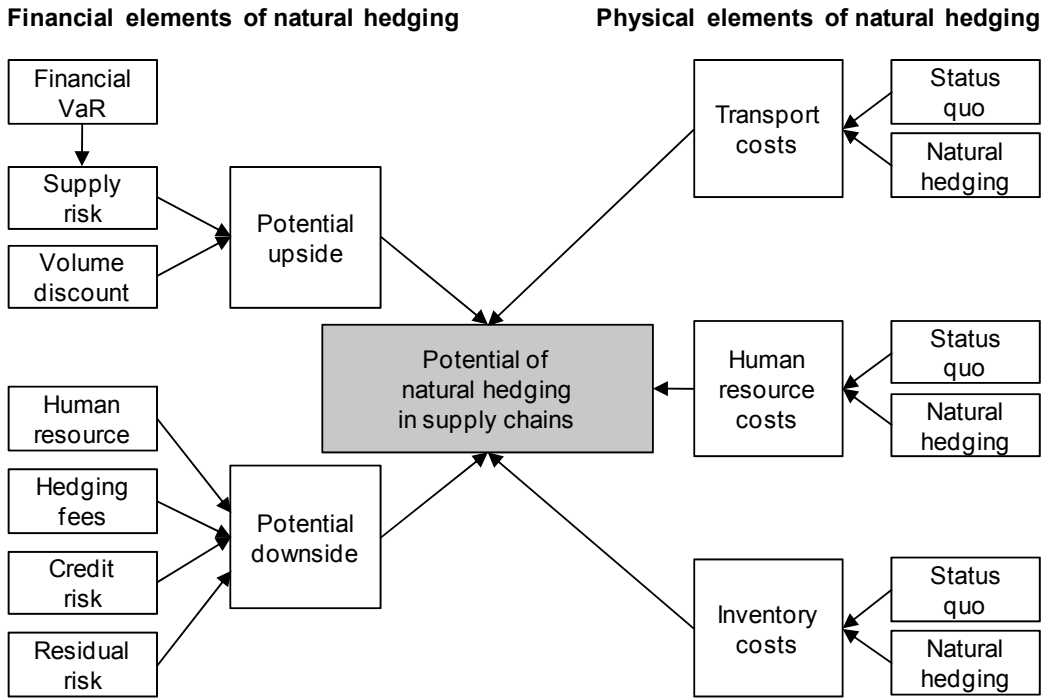 Financial elements of natural hedging
Physical elements of natural hedging
Financial
VaR
Supply
risk
Volume
discount
Potential
upside
Human
resource
Hedging
fees
Credit
risk
Residual
risk
Potential
downside
Potential of
natural hedging
in supply chains
Transport
costs
Status
quo
Natural
hedging
Human
resource
costs
Status
quo
Natural
hedging
Inventory
costs
Status
quo
Natural
hedging